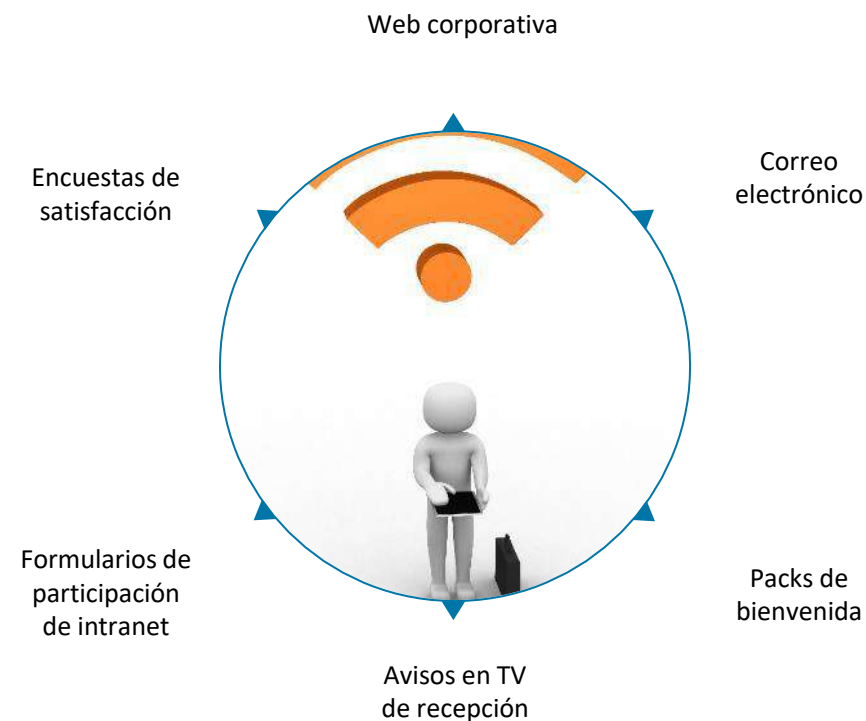 Web corporativa
Correo
electrónico
Packs de
bienvenida
Avisos en TV
de recepción
Formularios de
participación
de intranet
Encuestas de
satisfacción